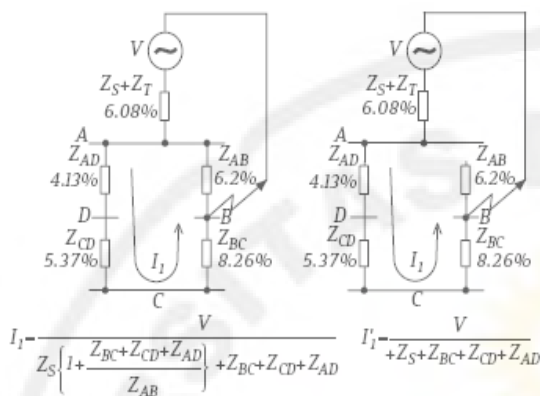 V
Z_S+Z_T
6.08%
A
Z_AD
4.13%
Z_AB
6.2%
D
B
Z_CD
5.37%
I_1
Z_BC
8.26%
C
V
Z_S+Z_T
6.08%
A
Z_AD
4.13%
Z_AB
6.2%
D
B
Z_CD
5.37%
I_1
Z_BC
8.26%
C
I_1=V/(Z_S{1+(Z_BC+Z_CD+Z_AD)/Z_AB}+Z_BC+Z_CD+Z_AD)
I'_1=V/(+Z_S+Z_BC+Z_CD+Z_AD)
SITAS